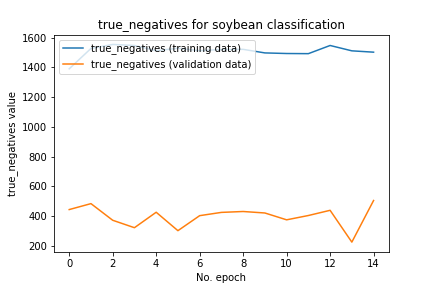 true_negatives for soybean classification
true_negatives (training data)
true_negatives (validation data)
true_negatives value
1600
1400
1200
1000
800
600
400
200
0 2 4 6 8 10 12 14
No. epoch